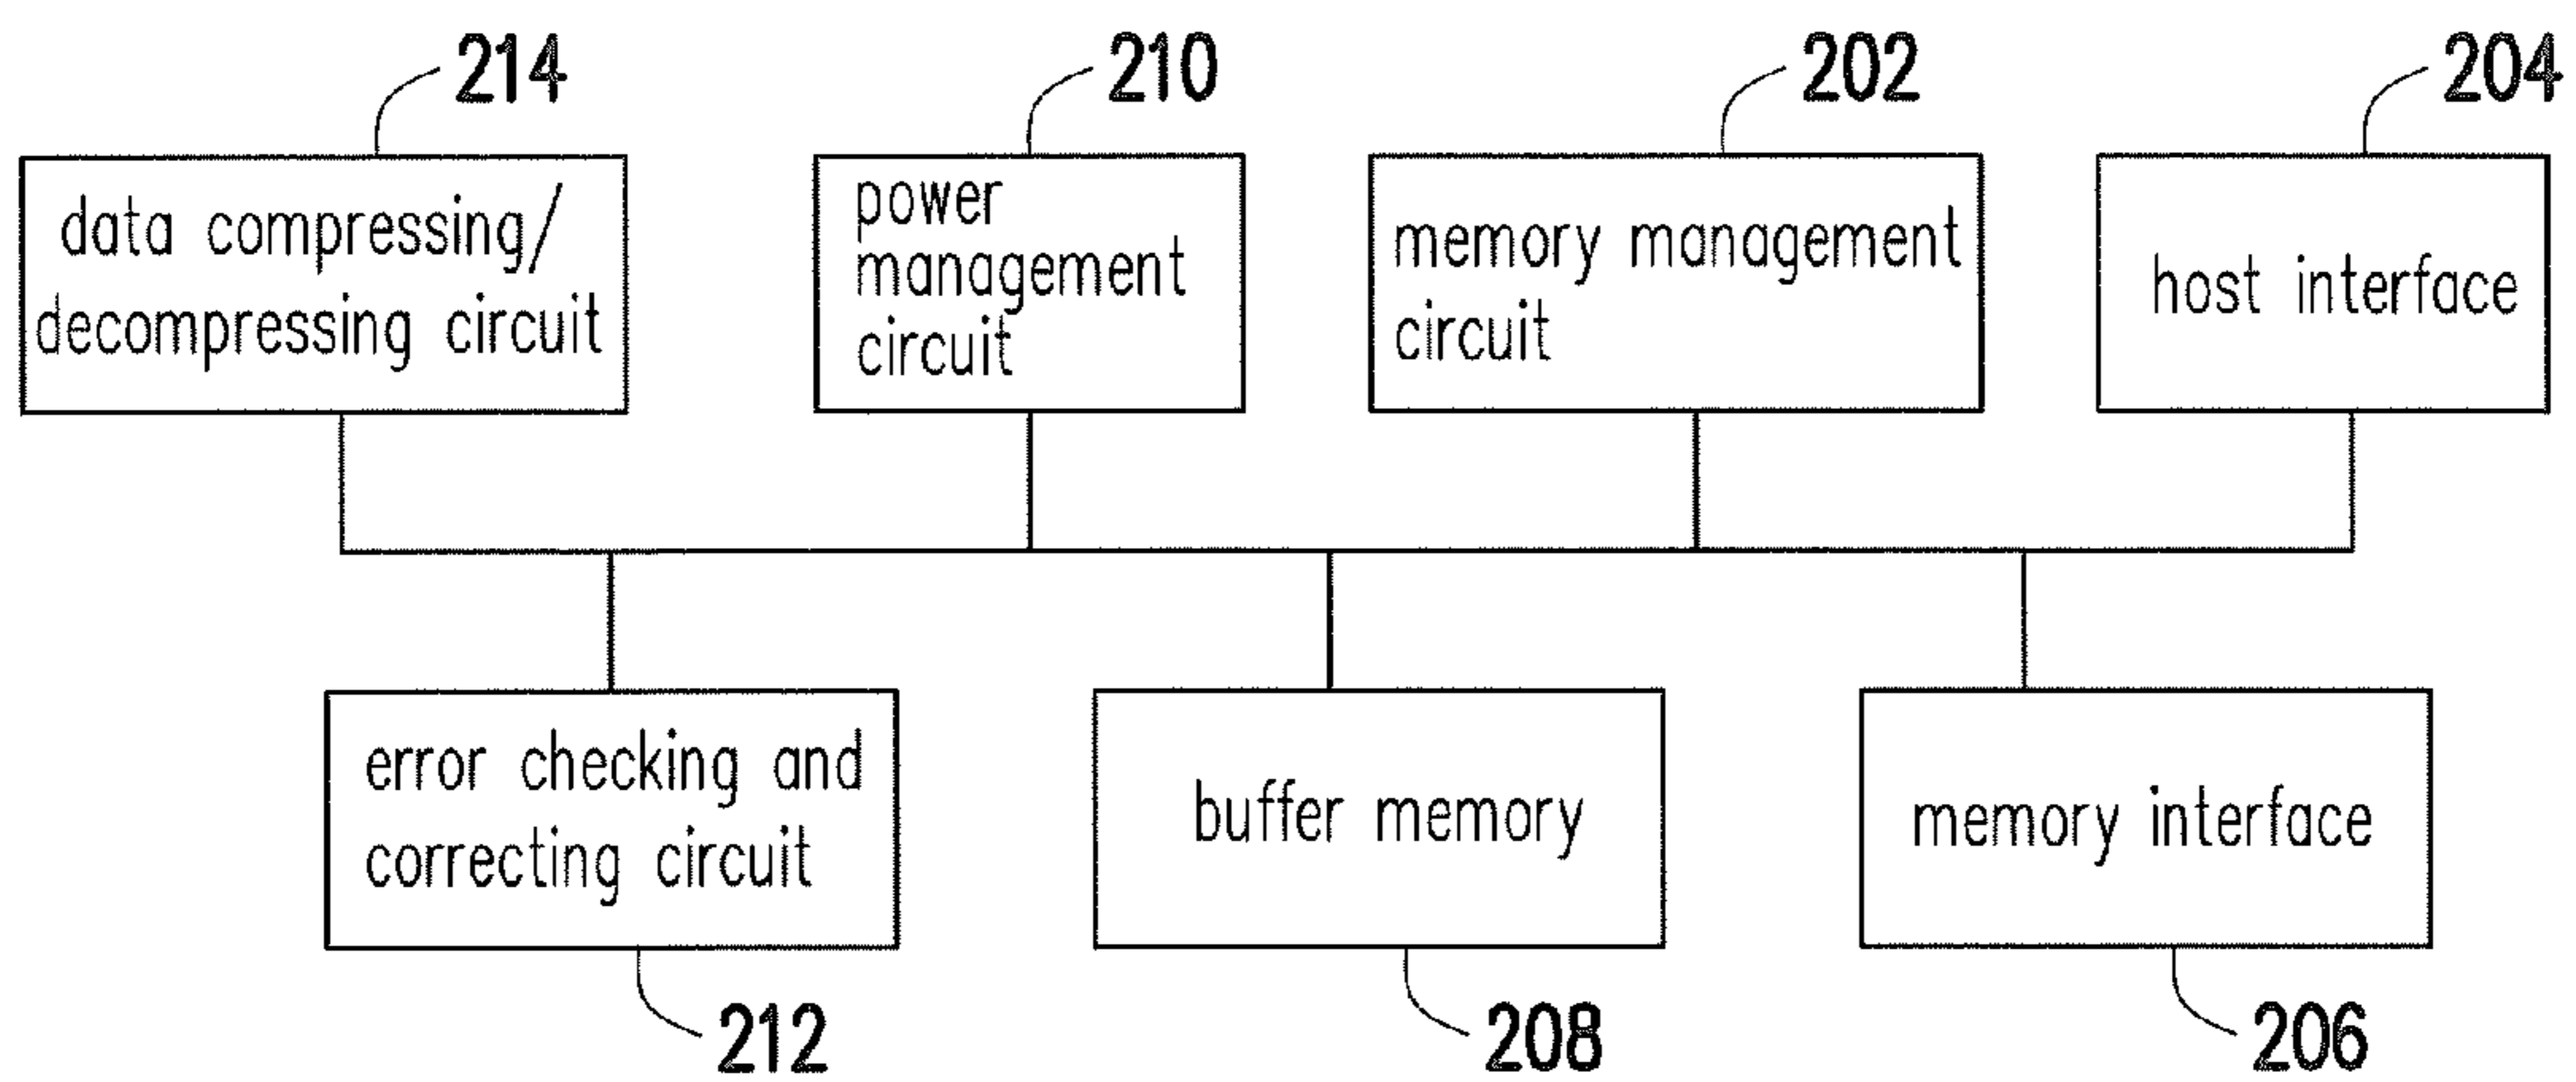 214
210
202
204
data compressing/
decompressing circuit
power
management
circuit
memory management
circuit
host interface
error checking and
correcting circuit
buffer memory
memory interface
212
208
206